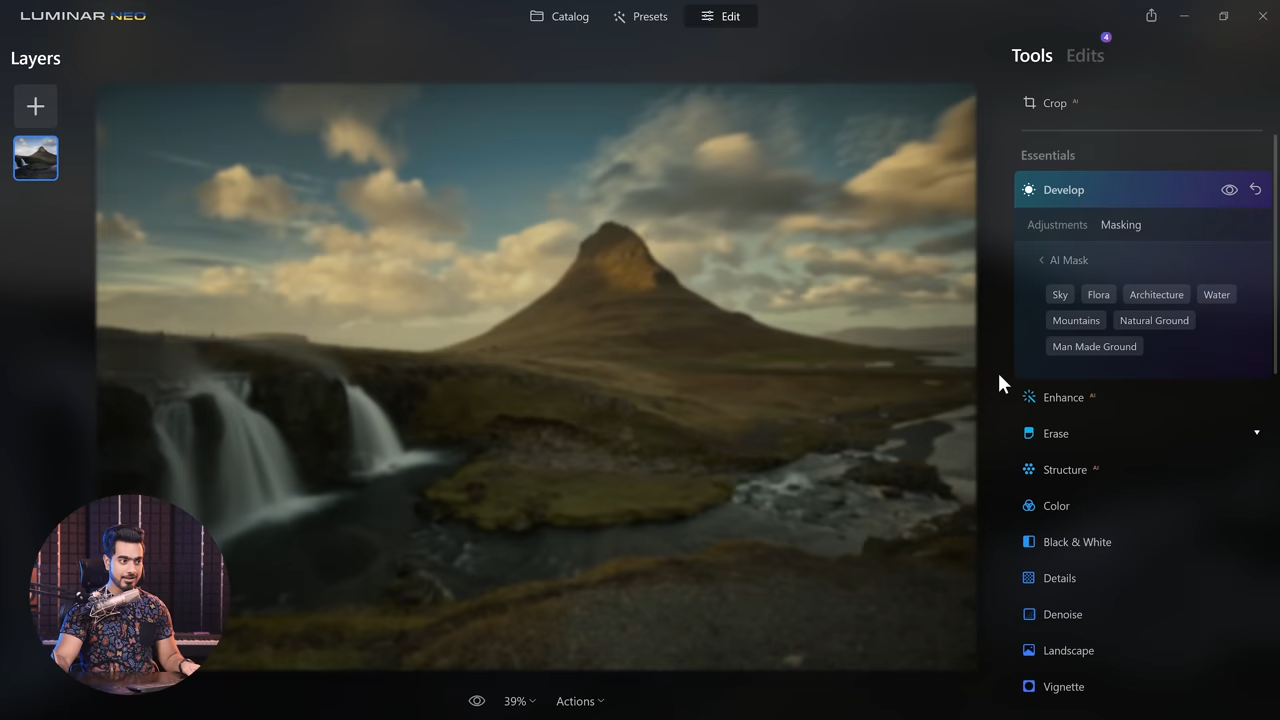 LUMINAR NEO
Catalog
Presets
Edit
Layers
Tools
Edits
4
Crop AI
Essentials
Develop
Adjustments
Masking
AI Mask
Sky
Flora
Architecture
Water
Mountains
Natural Ground
Man Made Ground
Enhance AI
Erase
Structure AI
Color
Black & White
Details
Denoise
Landscape
Vignette
39%
Actions